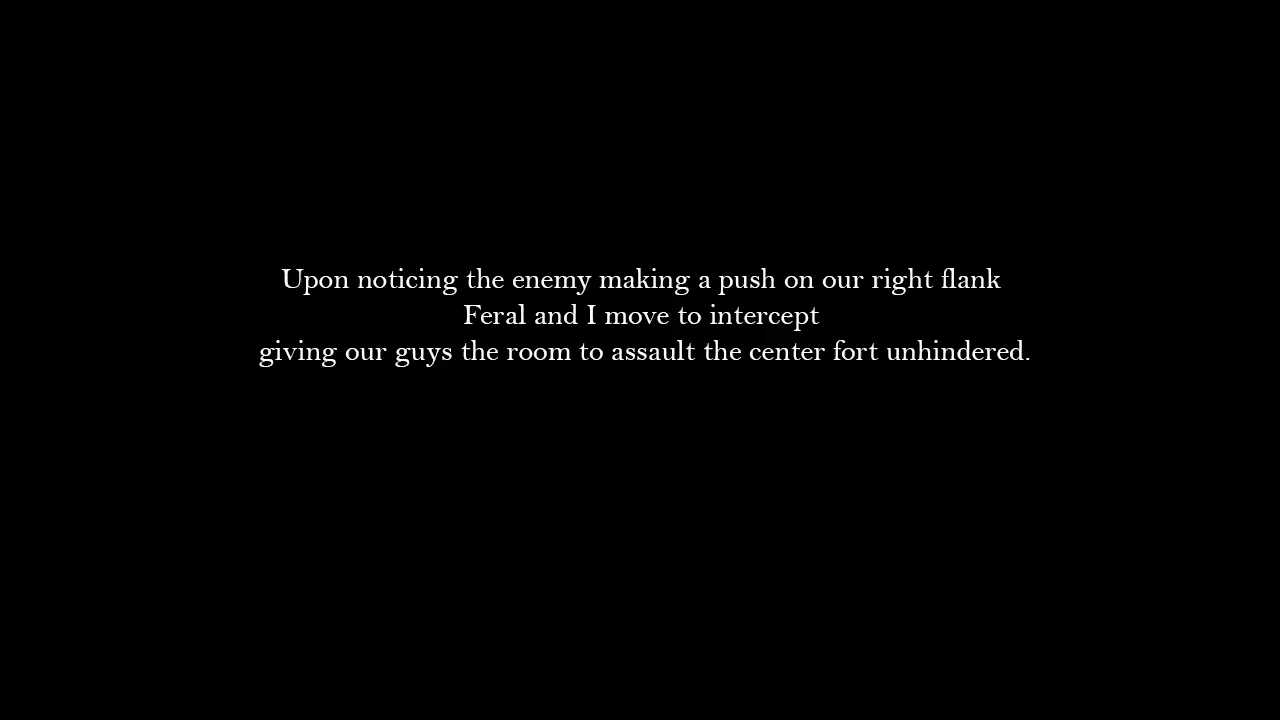 Upon noticing the enemy making a push on our right flank
Feral and I move to intercept
giving our guys the room to assault the center fort unhindered.